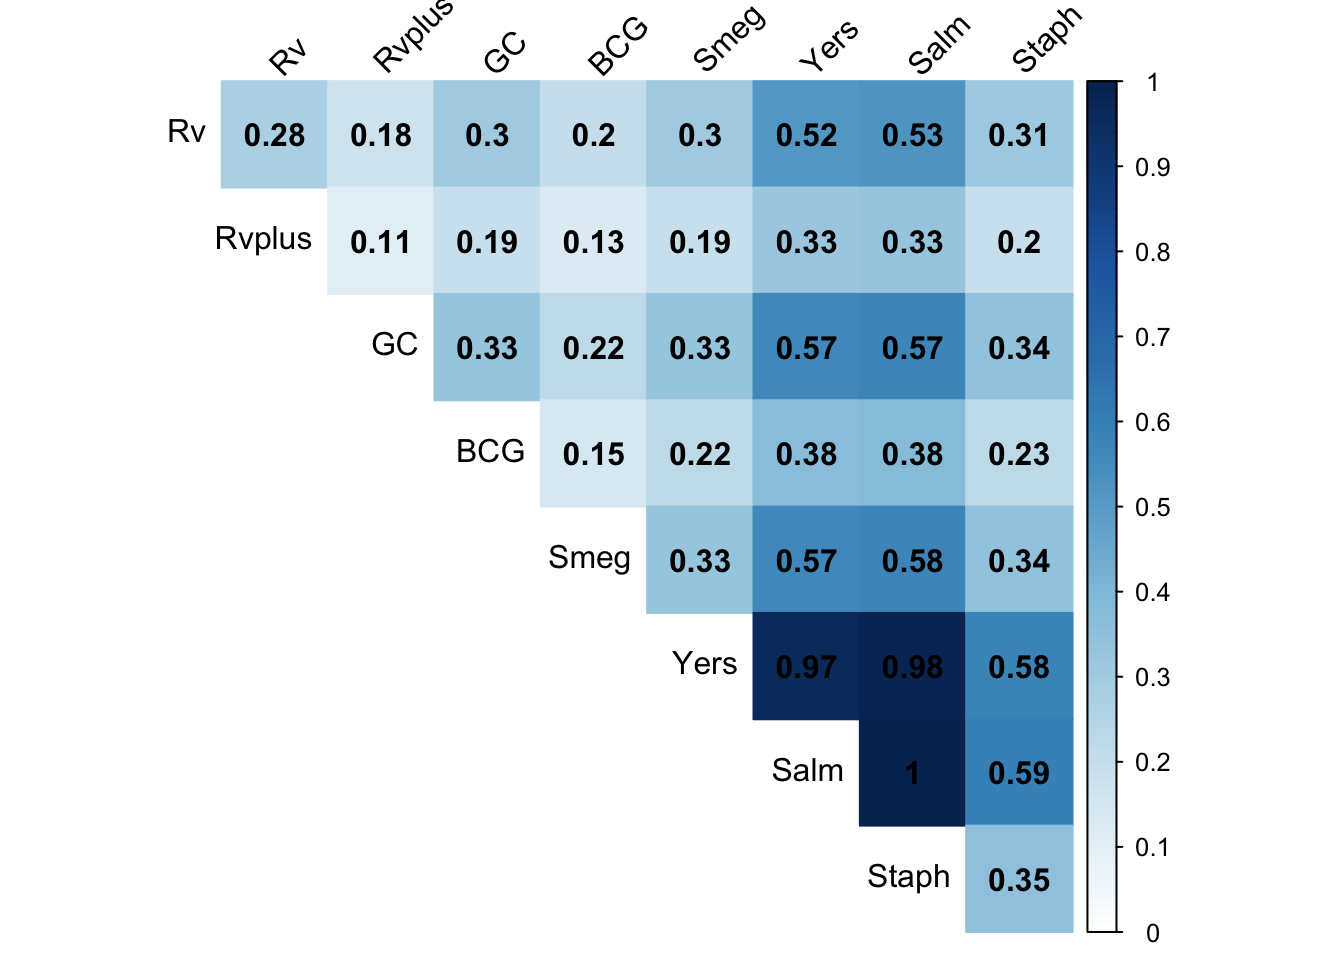 Rv Rvplus GC BCG Smeg Yers Salm Staph
1
Rv 0.28 0.18 0.3 0.2 0.3 0.52 0.53 0.31
0.9
Rvplus 0.11 0.19 0.13 0.19 0.33 0.33 0.2
0.8
0.7
GC 0.33 0.22 0.33 0.57 0.57 0.34
0.6
BCG 0.15 0.22 0.38 0.38 0.23
0.5
Smeg 0.33 0.57 0.58 0.34
0.4
Yers 0.97 0.98 0.58
0.3
0.2
Salm 1 0.59
0.1
Staph 0.35
0